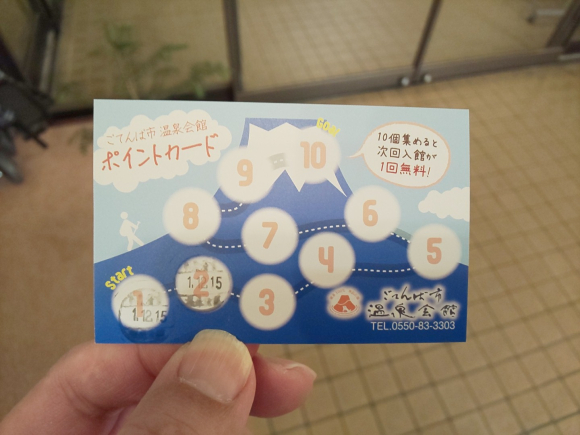 ごてんば市温泉会館
ポイントカード
Goal
10個集めると
次回入館が
1回無料!
10
9
8
7
6
5
4
3
2
1.12.15
1
1.12.15
start
ごてんば市
温泉会館
TEL.0550-83-3303